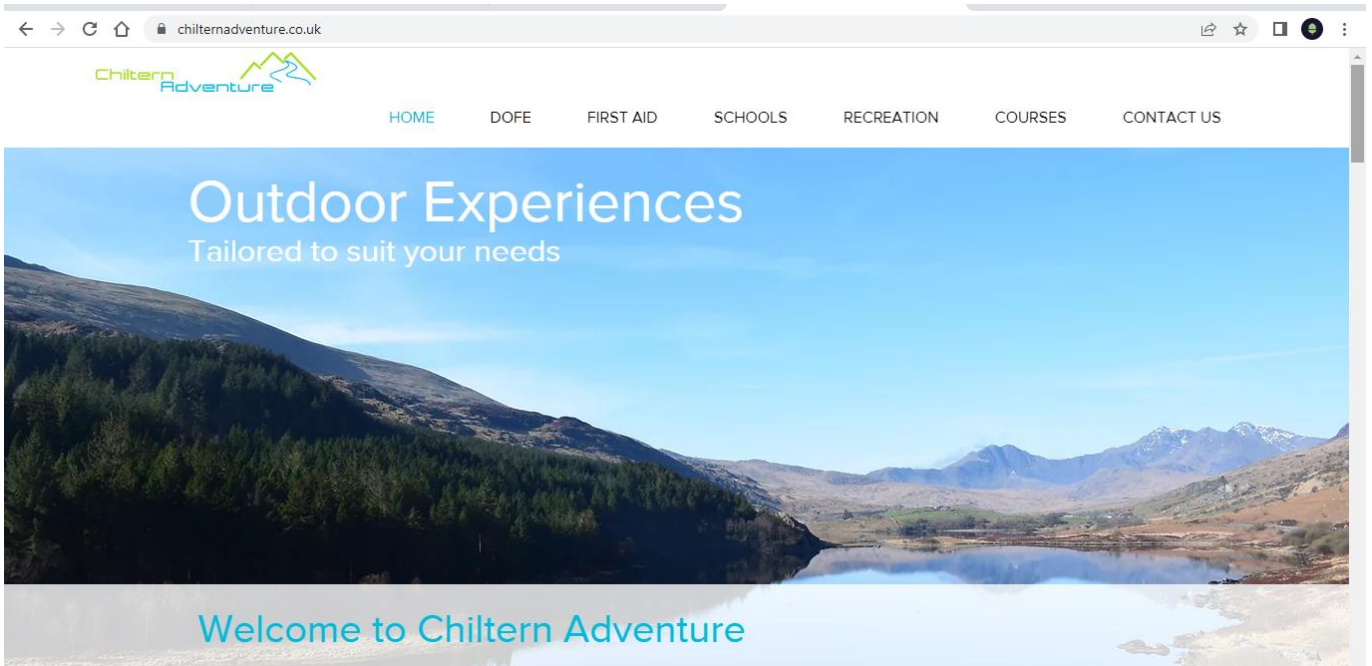 chilternadventure.co.uk
Chiltern
Adventure
HOME DOFE FIRST AID SCHOOLS RECREATION COURSES CONTACT US
Outdoor Experiences
Tailored to suit your needs
Welcome to Chiltern Adventure